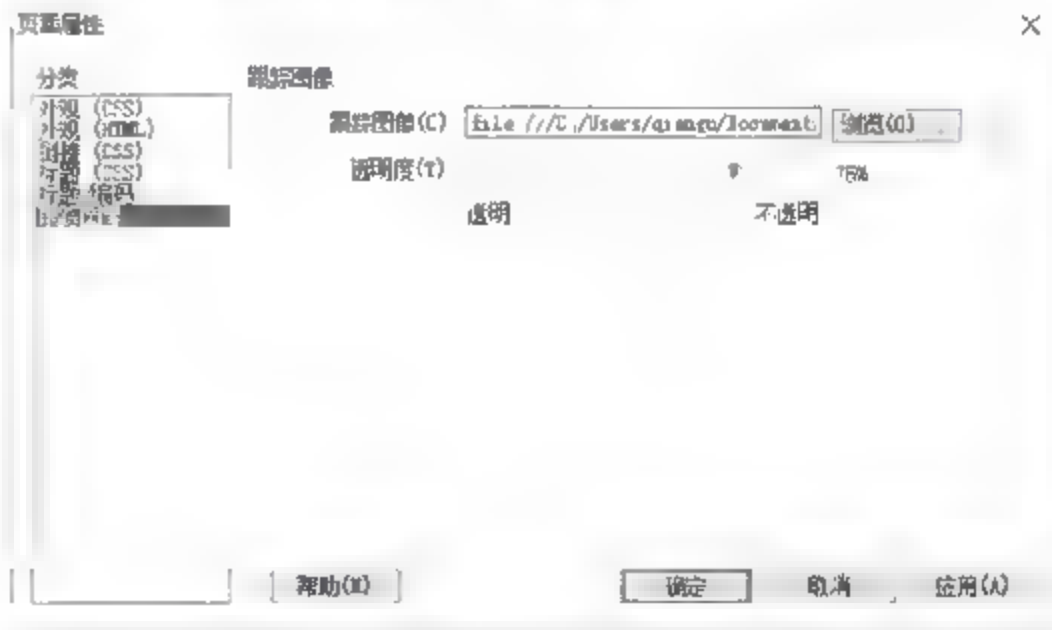 页面属性
分类
外观 (CSS)
外观 (HTML)
链接 (CSS)
标题 (CSS)
标题/编码
跟踪图像
跟踪图像(C)
file:///C:/Users/qiangu/Document
浏览(O)
透明度(T)
75%
透明
不透明
帮助(H)
确定
取消
应用(A)